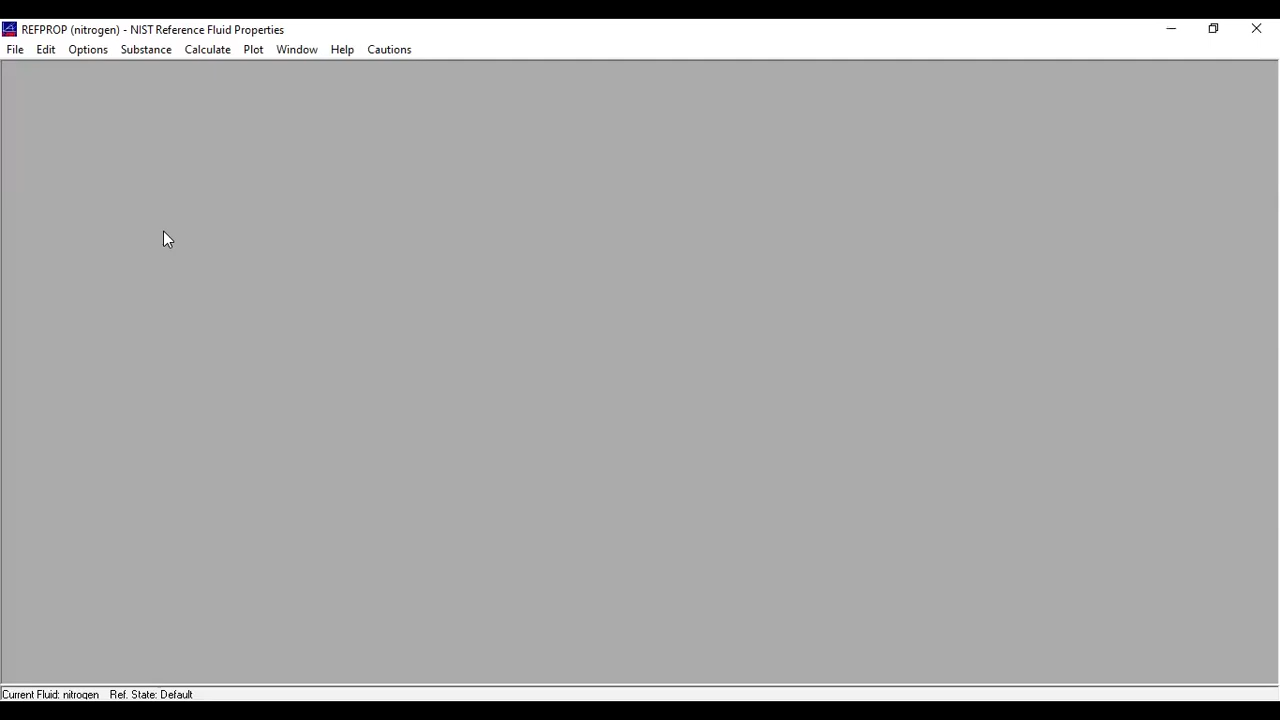 REFPROP (nitrogen) - NIST Reference Fluid Properties
File Edit Options Substance Calculate Plot Window Help Cautions
Current Fluid: nitrogen Ref. State: Default